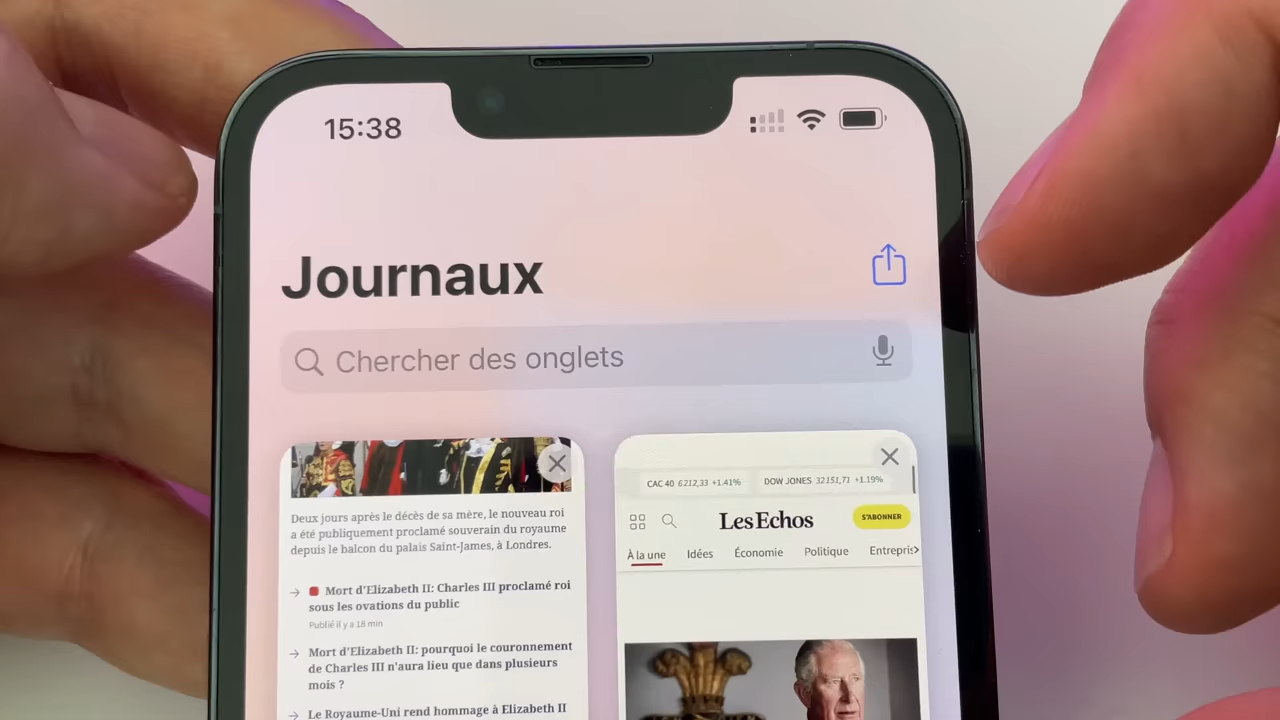 15:38
Journaux
Chercher des onglets
Deux jours après le décès de sa mère, le nouveau roi
a été publiquement proclamé souverain du royaume
depuis le balcon du palais Saint-James, à Londres.
Mort d'Elizabeth II: Charles III proclamé roi
sous les ovations du public
Publié il y a 18 min
Mort d'Elizabeth II: pourquoi le couronnement
de Charles III n'aura lieu que dans plusieurs
mois ?
Le Royaume-Uni rend hommage à Elizabeth II
CAC 40 6212,33 +1.41%
DOW JONES 32151,71 +1.19%
Les Echos
S'ABONNER
À la une
Idées
Économie
Politique
Entrepris